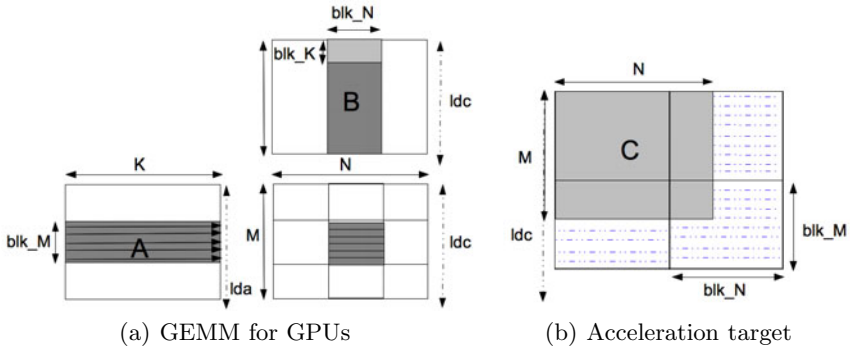 blk_N
blk_K
B
ldc
K
N
blk_M
A
lda
M
ldc
N
M
C
ldc
blk_M
blk_N
(a) GEMM for GPUs
(b) Acceleration target